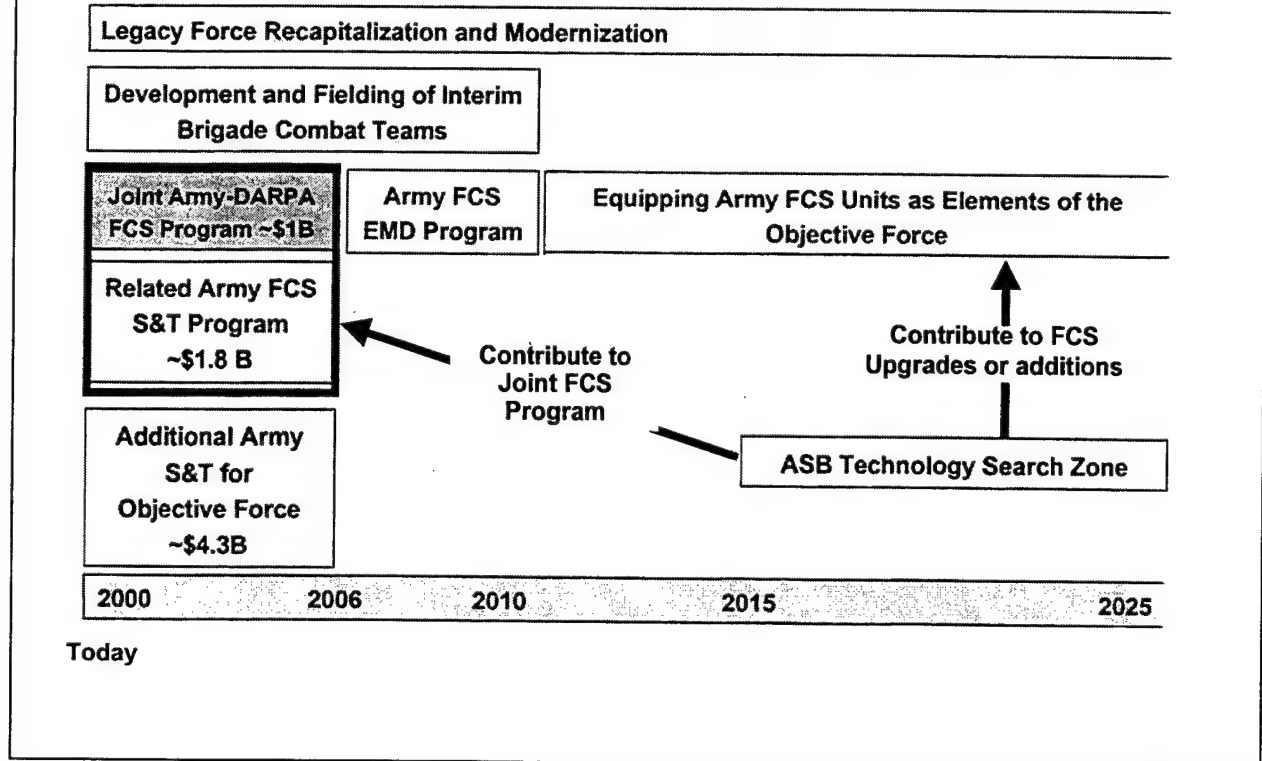 Legacy Force Recapitalization and Modernization
Development and Fielding of Interim
Brigade Combat Teams
Joint Army-DARPA
FCS Program ~$1B
Army FCS
EMD Program
Equipping Army FCS Units as Elements of the
Objective Force
Related Army FCS
S&T Program
~$1.8 B
Contribute to
Joint FCS
Program
Contribute to FCS
Upgrades or additions
Additional Army
S&T for
Objective Force
~$4.3B
ASB Technology Search Zone
2000 2006 2010 2015 2025
Today